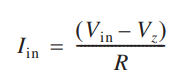 I_in = (V_in – V_z) / R